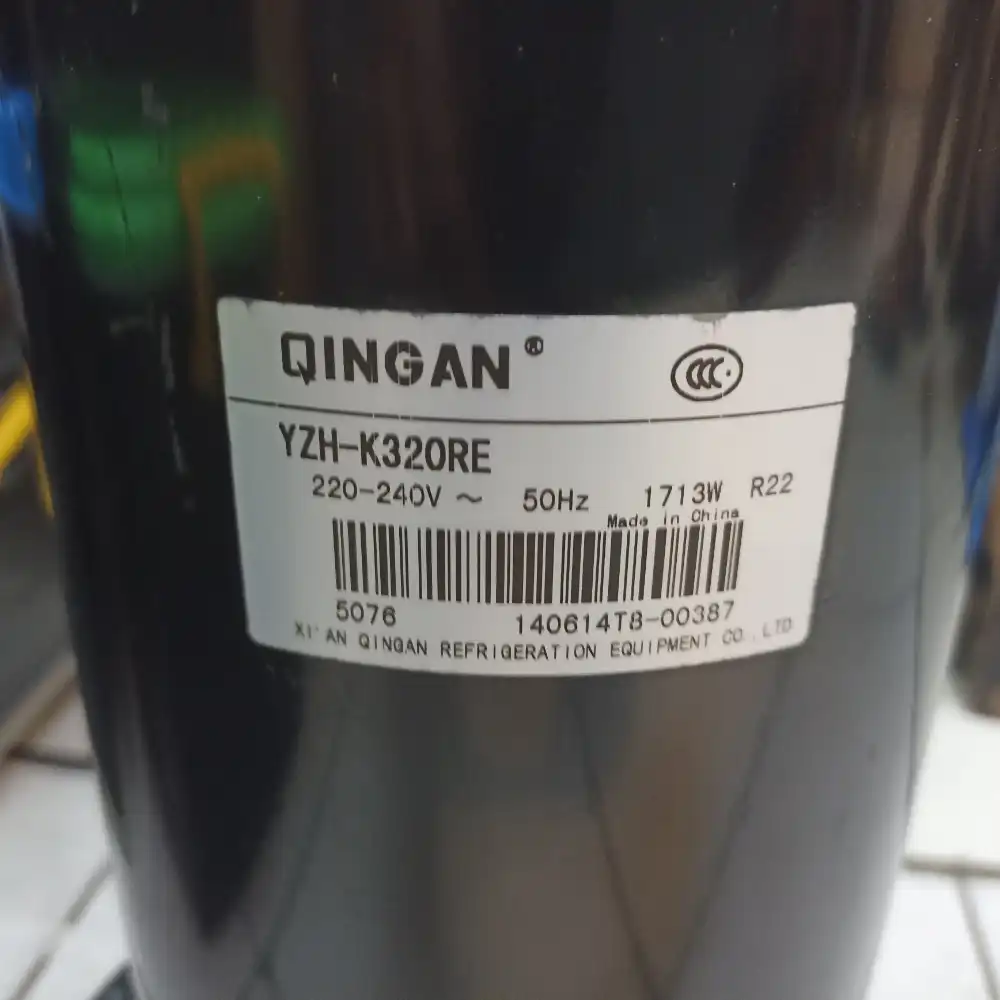 QINGAN ®
CCC
YZH-K320RE
220-240V ~ 50Hz 1713W R22
Made in China
5076 140614T8-00387
XI'AN QINGAN REFRIGERATION EQUIPMENT CO.,LTD